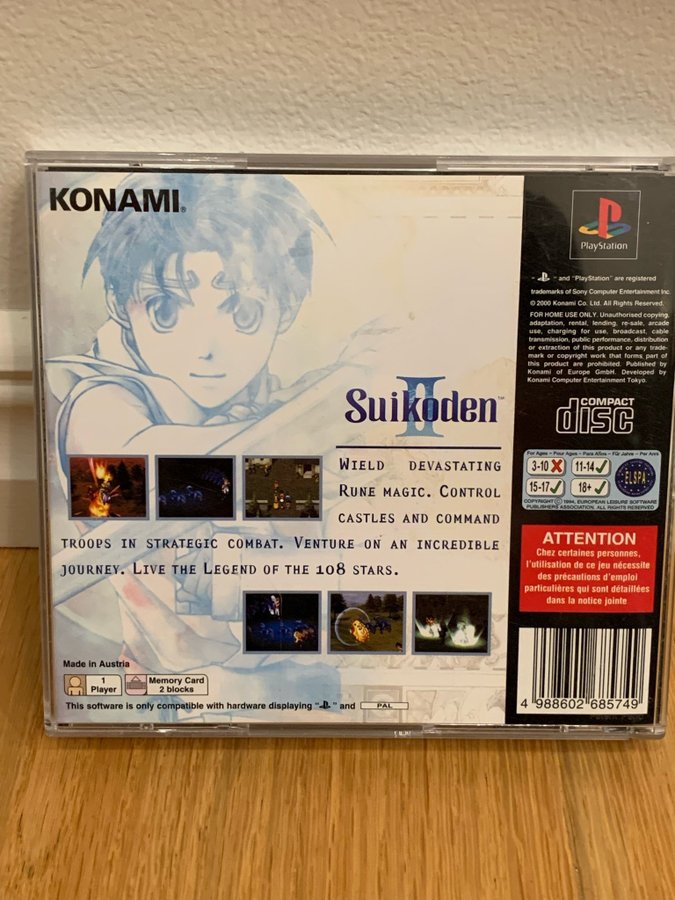 KONAMI®
PlayStation
" " and "PlayStation" are registered
trademarks of Sony Computer Entertainment Inc.
© 2000 Konami Co. Ltd. All Rights Reserved.
FOR HOME USE ONLY. Unauthorised copying,
adaptation, rental, lending, re-sale, arcade
use, charging for use, broadcast, cable
transmission, public performance, distribution
or extraction of this product or any trade-
mark or copyright work that forms part of
this product are prohibited. Published by
Konami of Europe GmbH. Developed by
Konami Computer Entertainment Tokyo.
COMPACT
disc
For Ages – Pour Ages – Para Años – Für Jahre – Per Anni
3-10 11-14
15-17 18+
ELSPA
COPYRIGHT © 1994, EUROPEAN LEISURE SOFTWARE
PUBLISHERS ASSOCIATION. ALL RIGHTS RESERVED
ATTENTION
Chez certaines personnes,
l'utilisation de ce jeu nécessite
des précautions d'emploi
particulières qui sont détaillées
dans la notice jointe
4 988602 685749
Suikoden™
II
WIELD DEVASTATING
RUNE MAGIC. CONTROL
CASTLES AND COMMAND
TROOPS IN STRATEGIC COMBAT. VENTURE ON AN INCREDIBLE
JOURNEY. LIVE THE LEGEND OF THE 108 STARS.
Made in Austria
1
Player
Memory Card
2 blocks
This software is only compatible with hardware displaying " " and PAL